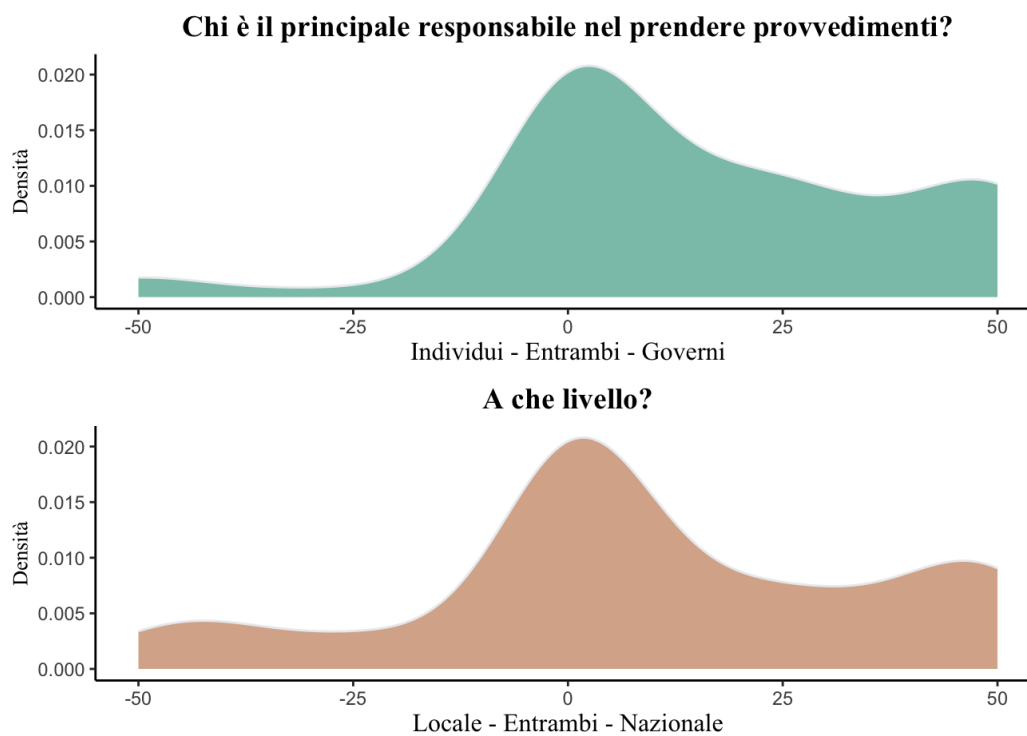 Chi è il principale responsabile nel prendere provvedimenti?
Densità
0.020
0.015
0.010
0.005
0.000
-50 -25 0 25 50
Individui - Entrambi - Governi
A che livello?
Densità
0.020
0.015
0.010
0.005
0.000
-50 -25 0 25 50
Locale - Entrambi - Nazionale